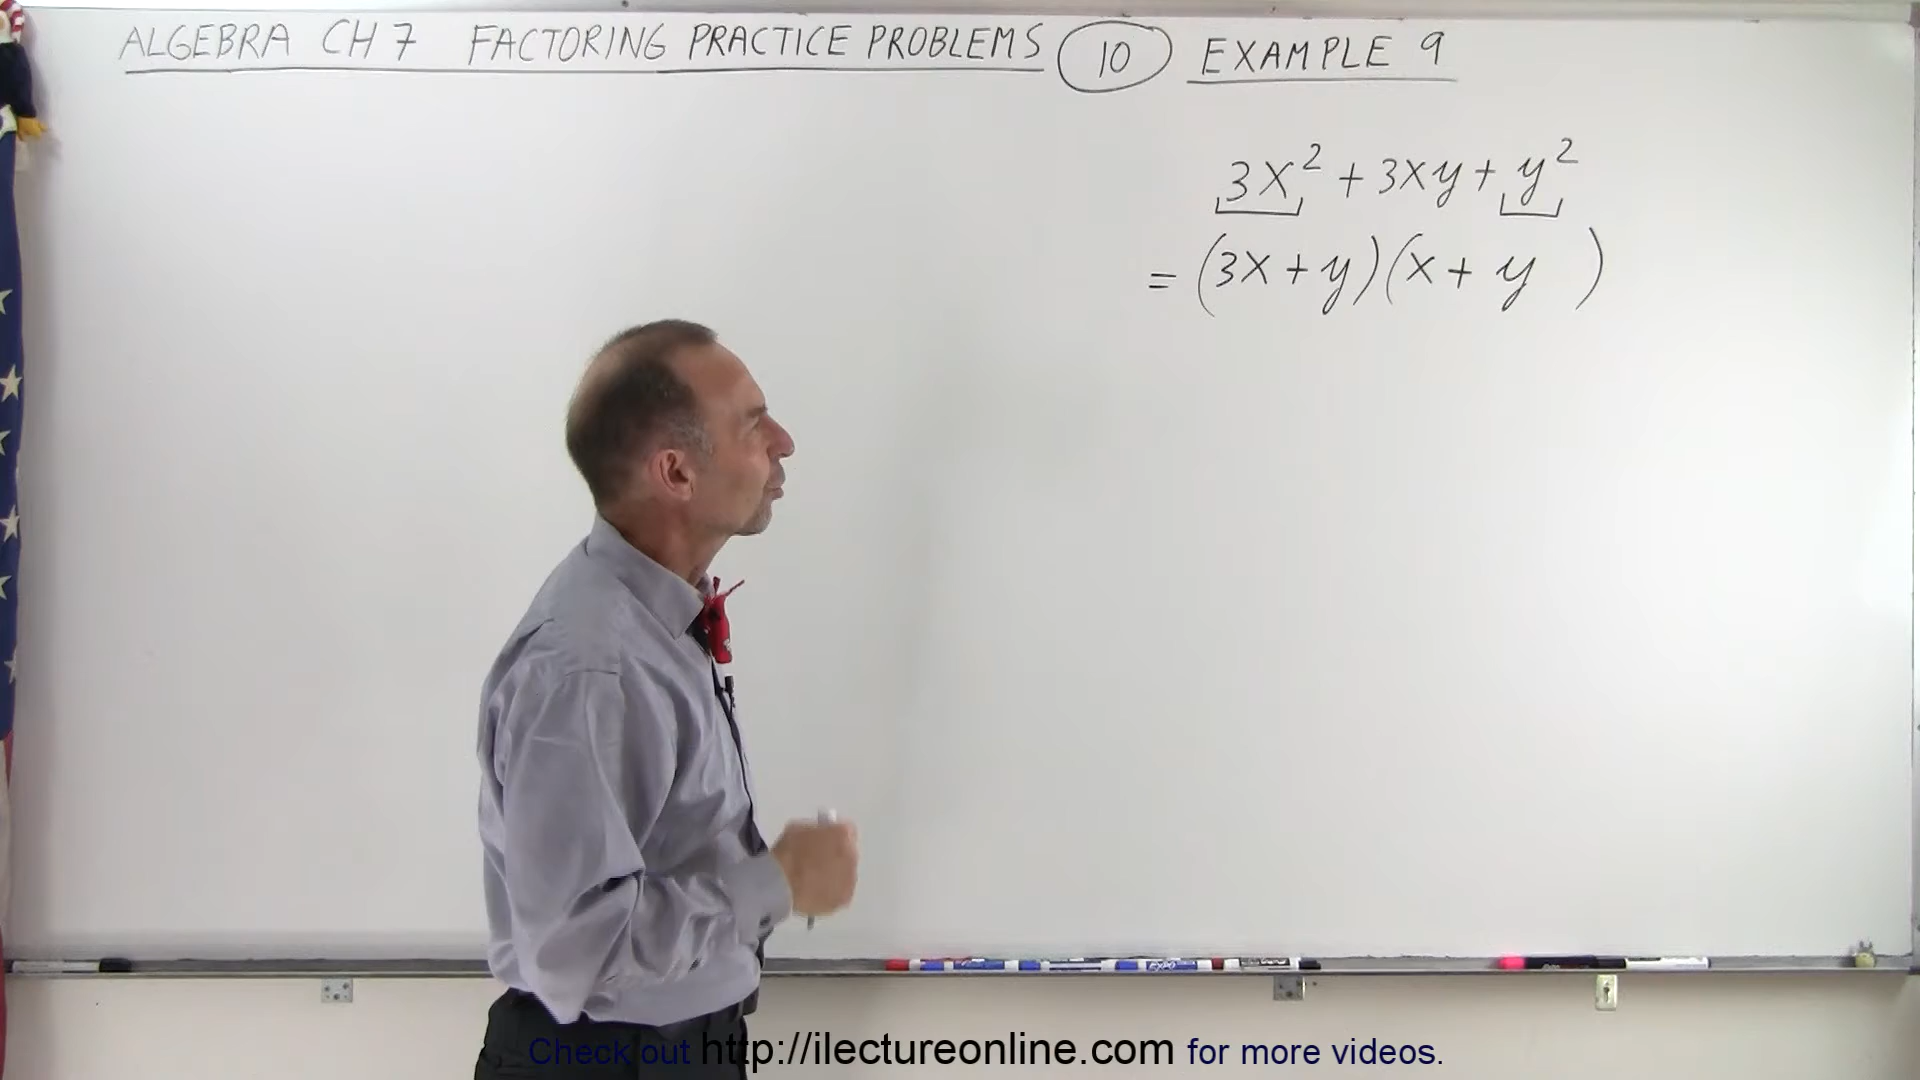 ALGEBRA CH 7 FACTORING PRACTICE PROBLEMS 10 EXAMPLE 9
3x² + 3xy + y²
= (3x + y)(x + y )
EXPO
Check out http://ilectureonline.com for more videos.